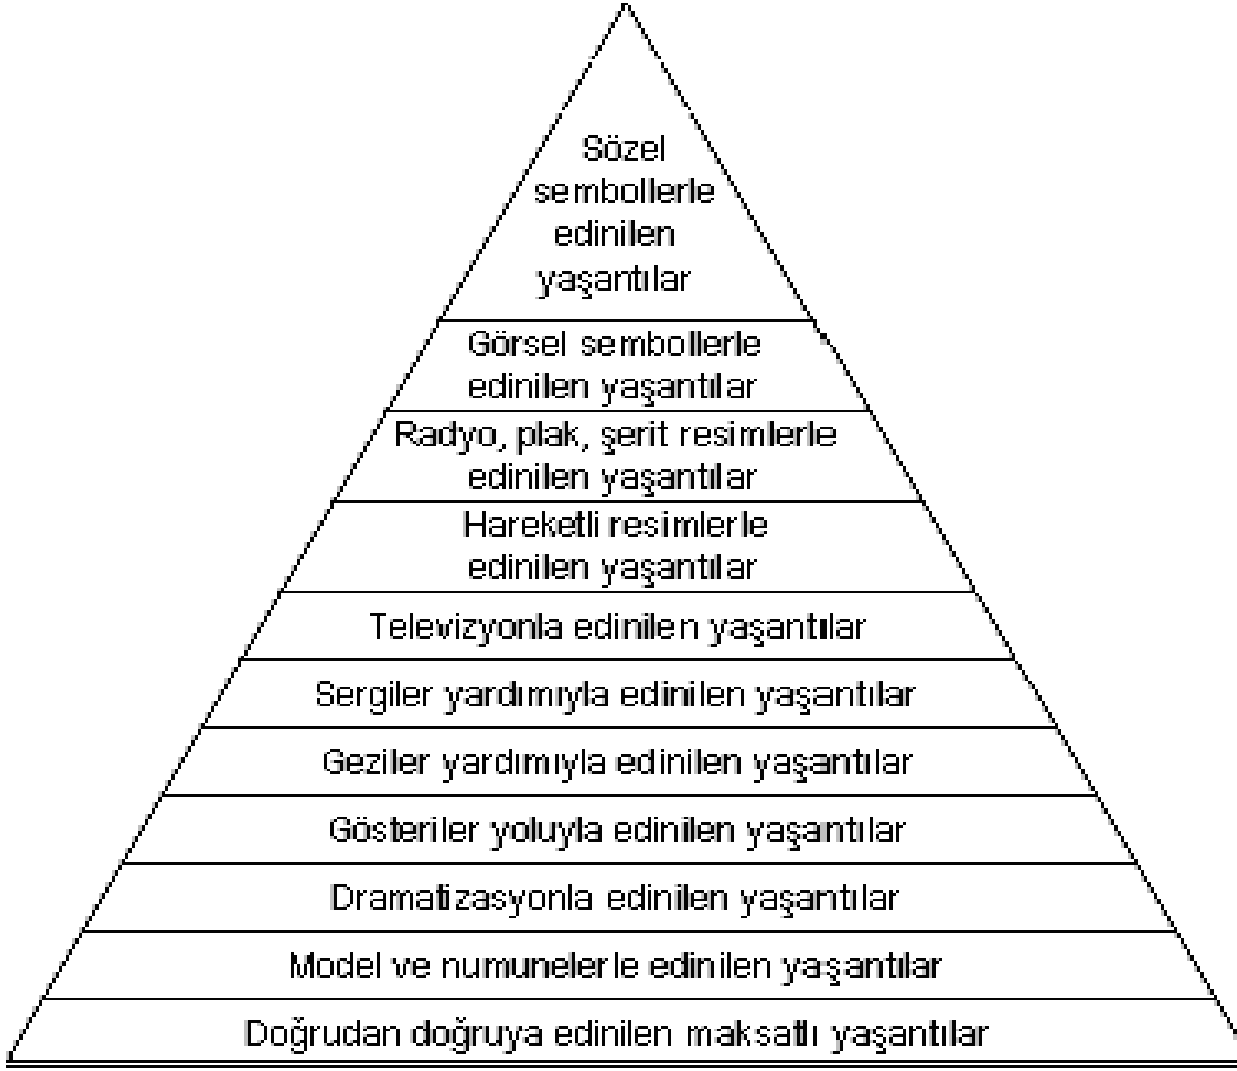 Sözel
sembollerle
edinilen
yaşantılar
Görsel sembollerle
edinilen yaşantılar
Radyo, plak, şerit resimlerle
edinilen yaşantılar
Hareketli resimlerle
edinilen yaşantılar
Televizyonla edinilen yaşantılar
Sergiler yardımıyla edinilen yaşantılar
Geziler yardımıyla edinilen yaşantılar
Gösteriler yoluyla edinilen yaşantılar
Dramatizasyonla edinilen yaşantılar
Model ve numunelerle edinilen yaşantılar
Doğrudan doğruya edinilen maksatlı yaşantılar